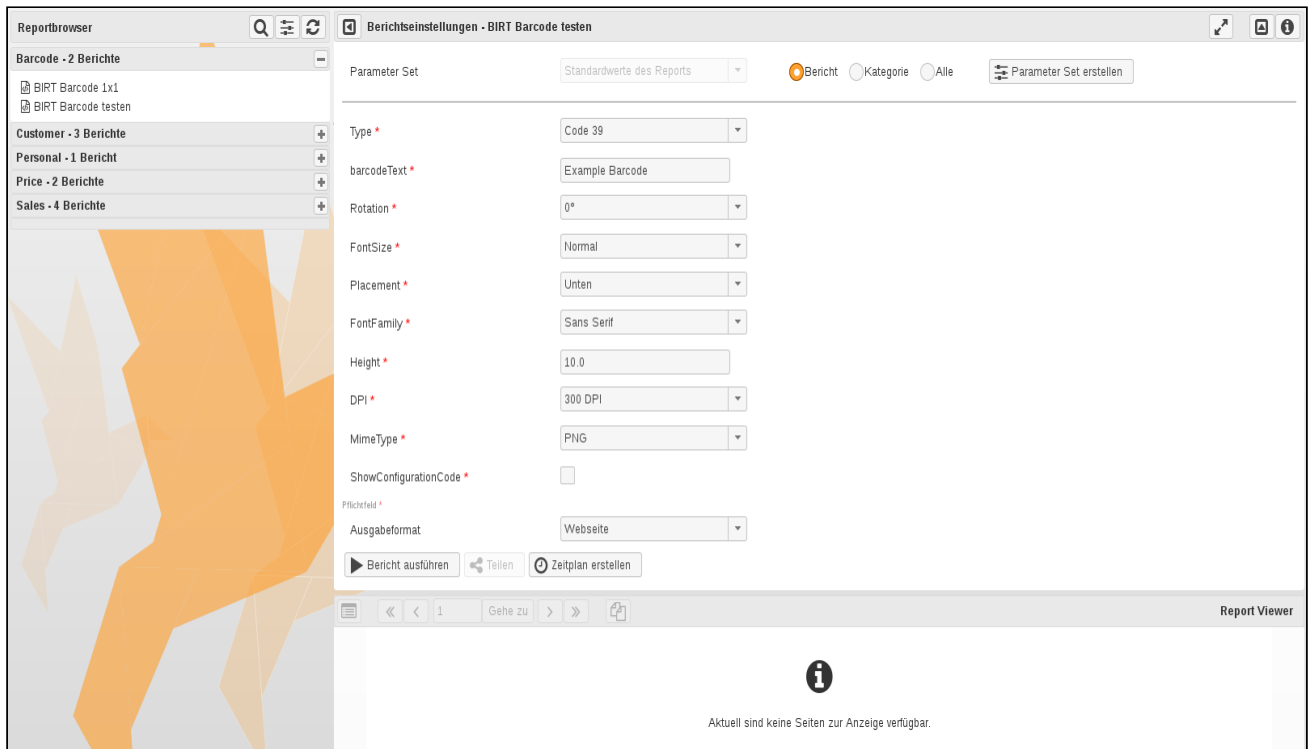 Reportbrowser
Barcode - 2 Berichte
BIRT Barcode 1x1
BIRT Barcode testen
Customer - 3 Berichte
Personal - 1 Bericht
Price - 2 Berichte
Sales - 4 Berichte
Berichtseinstellungen - BIRT Barcode testen
Parameter Set Standardwerte des Reports Bericht Kategorie Alle Parameter Set erstellen
Type * Code 39
barcodeText * Example Barcode
Rotation * 0°
FontSize * Normal
Placement * Unten
FontFamily * Sans Serif
Height * 10.0
DPI * 300 DPI
MimeType * PNG
ShowConfigurationCode *
Pflichtfeld *
Ausgabeformat Webseite
Bericht ausführen Teilen Zeitplan erstellen
1 Gehe zu Report Viewer
Aktuell sind keine Seiten zur Anzeige verfügbar.